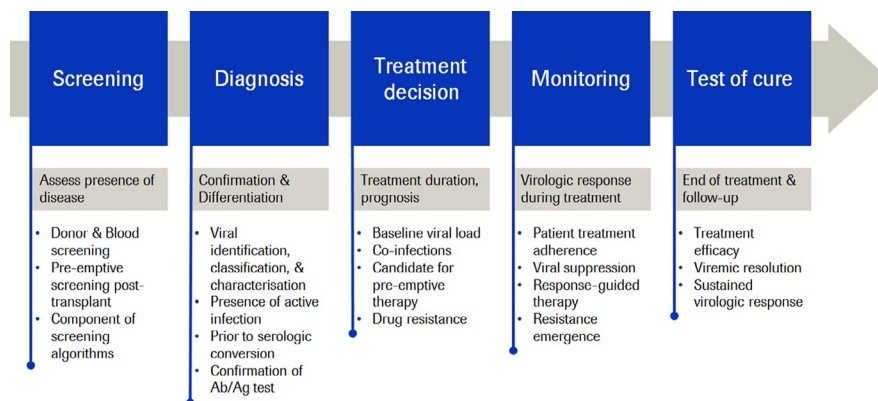 Screening
Diagnosis
Treatment
decision
Monitoring
Test of cure
Assess presence of
disease
• Donor & Blood
screening
• Pre-emptive
screening post-
transplant
• Component of
screening
algorithms
Confirmation &
Differentiation
• Viral
identification,
classification, &
characterisation
• Presence of active
infection
• Prior to serologic
conversion
• Confirmation of
Ab/Ag test
Treatment duration,
prognosis
• Baseline viral load
• Co-infections
• Candidate for
pre-emptive
therapy
• Drug resistance
Virologic response
during treatment
• Patient treatment
adherence
• Viral suppression
• Response-guided
therapy
• Resistance
emergence
End of treatment &
follow-up
• Treatment
efficacy
• Viremic resolution
• Sustained
virologic response